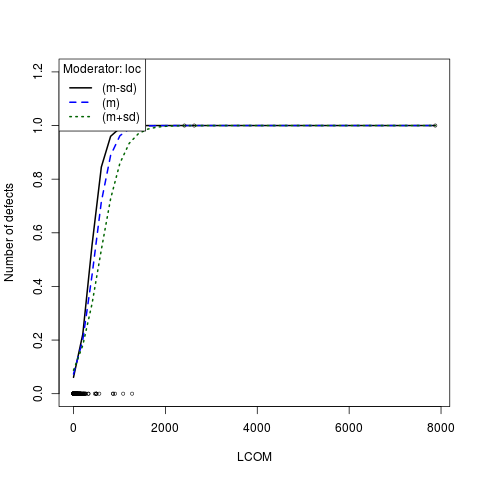 Moderator: loc
(m-sd)
(m)
(m+sd)
Number of defects
1.2
1.0
0.8
0.6
0.4
0.2
0.0
0 2000 4000 6000 8000
LCOM